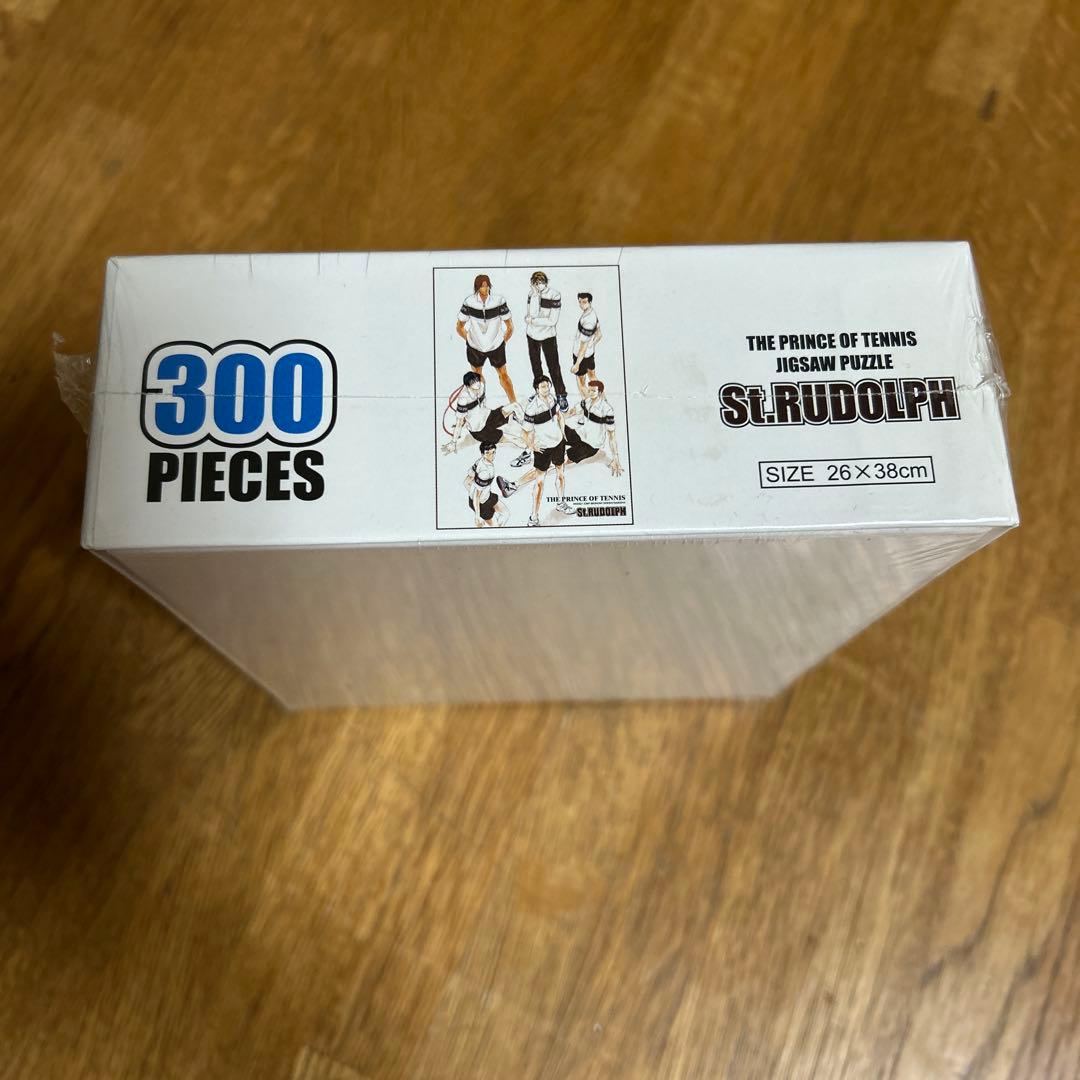 300
PIECES
THE PRINCE OF TENNIS
St.RUDOLPH
THE PRINCE OF TENNIS
JIGSAW PUZZLE
St.RUDOLPH
SIZE 26×38cm